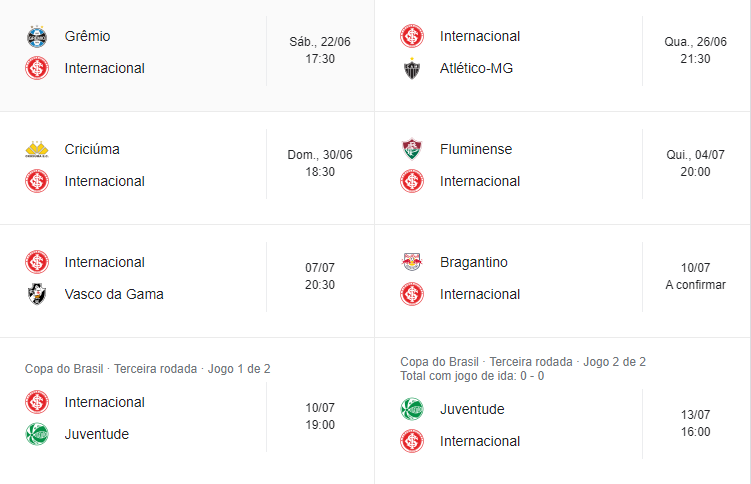 Grêmio
Internacional
Sáb., 22/06
17:30
Internacional
Atlético-MG
Qua., 26/06
21:30
Criciúma
Internacional
Dom., 30/06
18:30
Fluminense
Internacional
Qui., 04/07
20:00
Internacional
Vasco da Gama
07/07
20:30
Bragantino
Internacional
10/07
A confirmar
Copa do Brasil · Terceira rodada · Jogo 1 de 2
Internacional
Juventude
10/07
19:00
Copa do Brasil · Terceira rodada · Jogo 2 de 2
Total com jogo de ida: 0 - 0
Juventude
Internacional
13/07
16:00